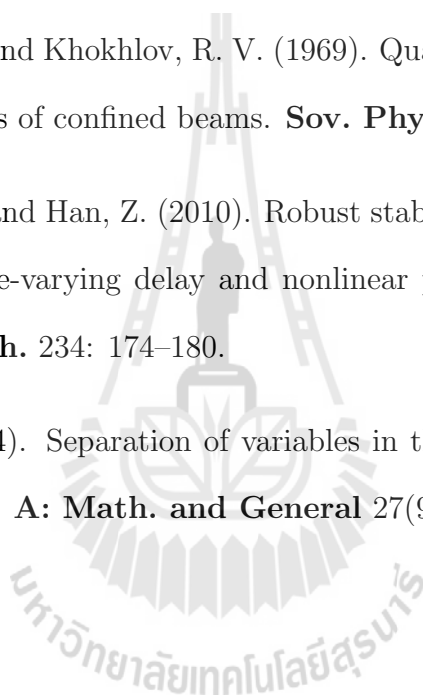 nd Khokhlov, R. V. (1969). Qua
s of confined beams. Sov. Phy
nd Han, Z. (2010). Robust stab
e-varying delay and nonlinear
h. 234: 174–180.
4). Separation of variables in t
A: Math. and General 27(9
มหาวิทยาลัยเทคโนโลยีสุรนารี